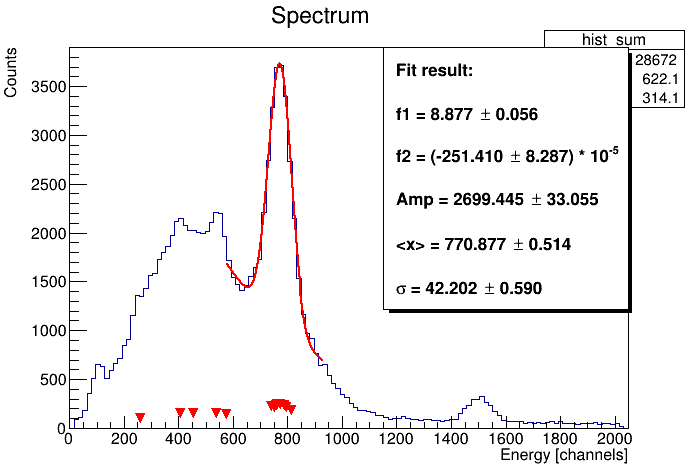 Spectrum
hist_sum
28672
622.1
314.1
Counts
Fit result:
f1 = 8.877 ± 0.056
f2 = (-251.410 ± 8.287) * 10^-5
Amp = 2699.445 ± 33.055
<x> = 770.877 ± 0.514
σ = 42.202 ± 0.590
3500
3000
2500
2000
1500
1000
500
0
0 200 400 600 800 1000 1200 1400 1600 1800 2000
Energy [channels]